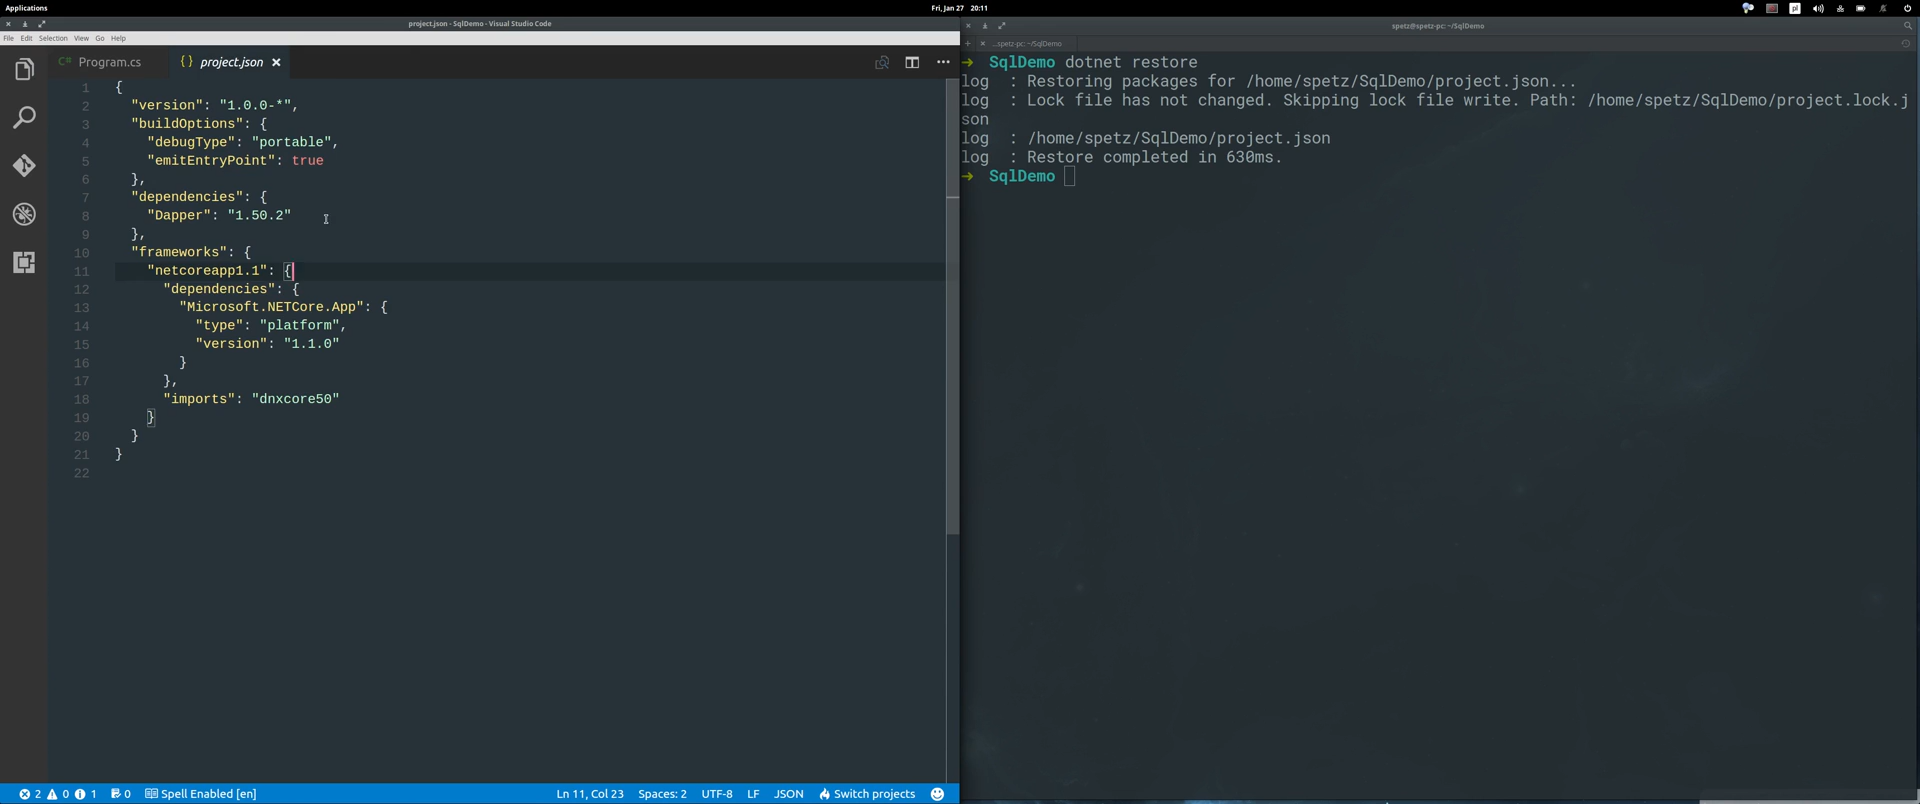 Applications
Fri, Jan 27 20:11
pl
project.json - SqlDemo - Visual Studio Code
File Edit Selection View Go Help
C# Program.cs
{} project.json
1 {
2 "version": "1.0.0-*",
3 "buildOptions": {
4 "debugType": "portable",
5 "emitEntryPoint": true
6 },
7 "dependencies": {
8 "Dapper": "1.50.2"
9 },
10 "frameworks": {
11 "netcoreapp1.1": {
12 "dependencies": {
13 "Microsoft.NETCore.App": {
14 "type": "platform",
15 "version": "1.1.0"
16 }
17 },
18 "imports": "dnxcore50"
19 }
20 }
21 }
22
2 0 1 0 Spell Enabled [en] Ln 11, Col 23 Spaces: 2 UTF-8 LF JSON Switch projects
spetz@spetz-pc: ~/SqlDemo
...spetz-pc: ~/SqlDemo
→ SqlDemo dotnet restore
log : Restoring packages for /home/spetz/SqlDemo/project.json...
log : Lock file has not changed. Skipping lock file write. Path: /home/spetz/SqlDemo/project.lock.j
son
log : /home/spetz/SqlDemo/project.json
log : Restore completed in 630ms.
→ SqlDemo